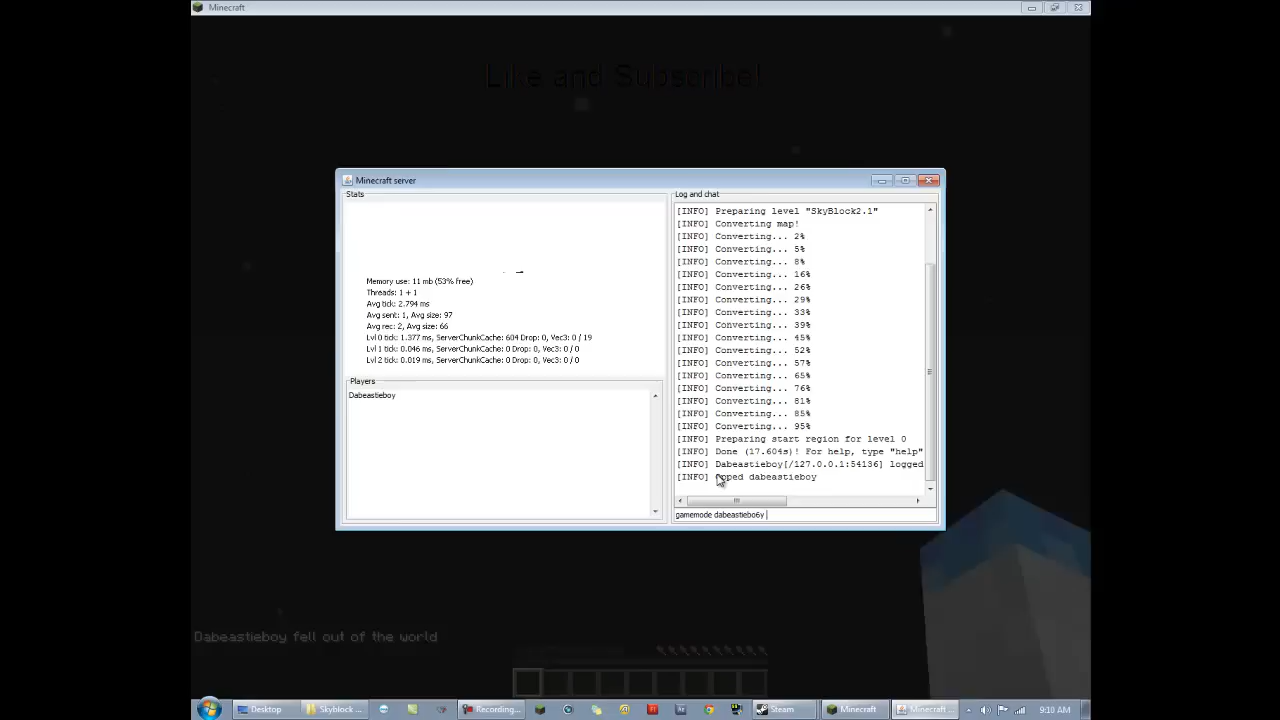 Minecraft
Like and Subscribe!
Minecraft server
Stats
Memory use: 11 mb (53% free)
Threads: 1 + 1
Avg tick: 2.794 ms
Avg sent: 1, Avg size: 97
Avg rec: 2, Avg size: 66
Lvl 0 tick: 1.377 ms, ServerChunkCache: 604 Drop: 0, Vec3: 0 / 19
Lvl 1 tick: 0.046 ms, ServerChunkCache: 0 Drop: 0, Vec3: 0 / 0
Lvl 2 tick: 0.019 ms, ServerChunkCache: 0 Drop: 0, Vec3: 0 / 0
Players
Dabeastieboy
Log and chat
[INFO] Preparing level "SkyBlock2.1"
[INFO] Converting map!
[INFO] Converting... 2%
[INFO] Converting... 5%
[INFO] Converting... 8%
[INFO] Converting... 16%
[INFO] Converting... 26%
[INFO] Converting... 29%
[INFO] Converting... 33%
[INFO] Converting... 39%
[INFO] Converting... 45%
[INFO] Converting... 52%
[INFO] Converting... 57%
[INFO] Converting... 65%
[INFO] Converting... 76%
[INFO] Converting... 81%
[INFO] Converting... 85%
[INFO] Converting... 95%
[INFO] Preparing start region for level 0
[INFO] Done (17.604s)! For help, type "help"
[INFO] Dabeastieboy[/127.0.0.1:54136] logged
[INFO] Opped dabeastieboy
gamemode dabeastiebo6y
Dabeastieboy fell out of the world
Desktop
Skyblock ...
Recording...
Steam
Minecraft
Minecraft ...
9:18 AM